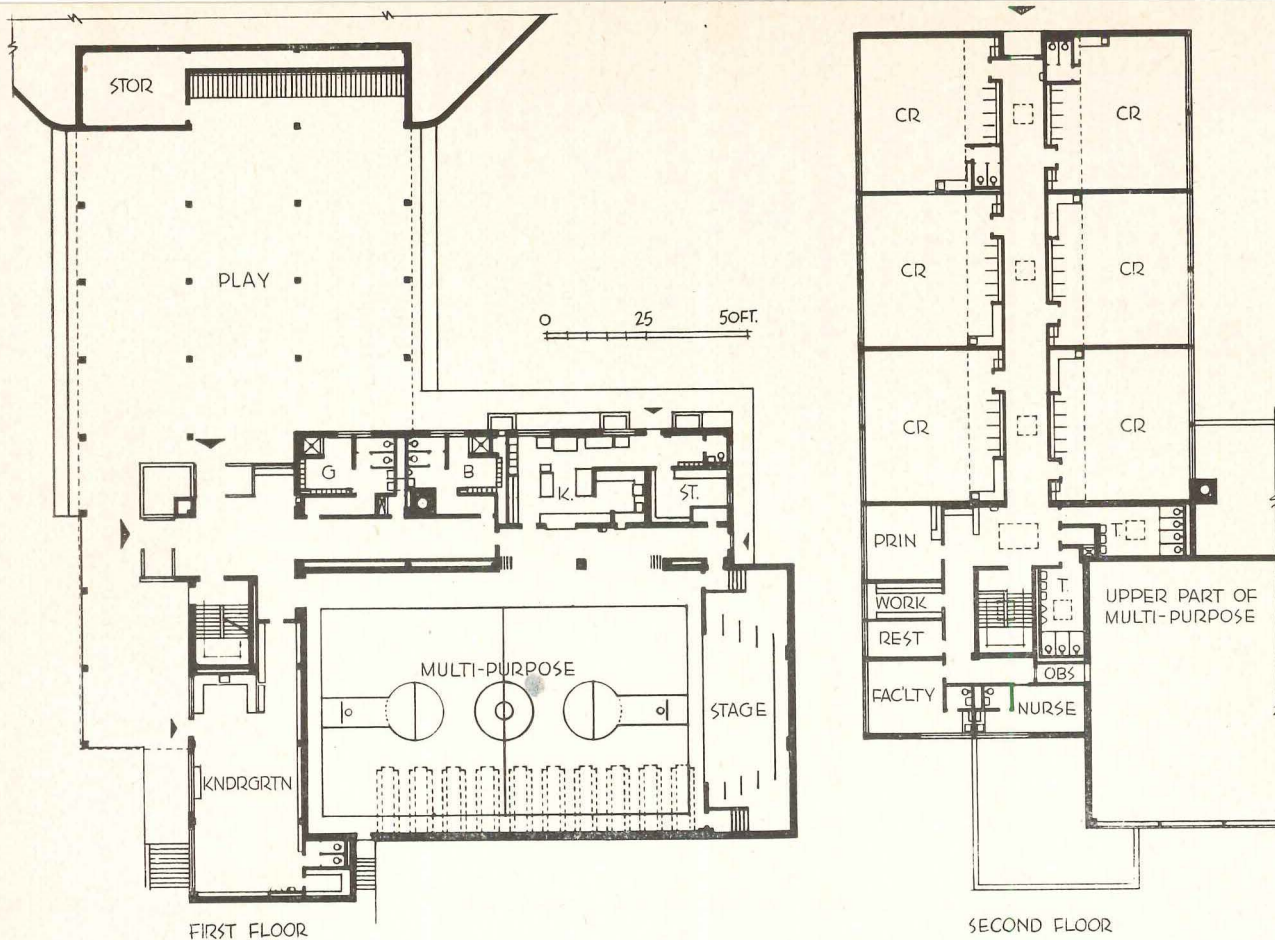 STOR
PLAY
0 25 50FT.
G
B
K.
ST.
MULTI-PURPOSE
STAGE
KNDRGRTN
FIRST FLOOR
CR
CR
CR
CR
CR
CR
PRIN
WORK
REST
FAC'LTY
T.
T.
OBS
NURSE
UPPER PART OF
MULTI-PURPOSE
SECOND FLOOR